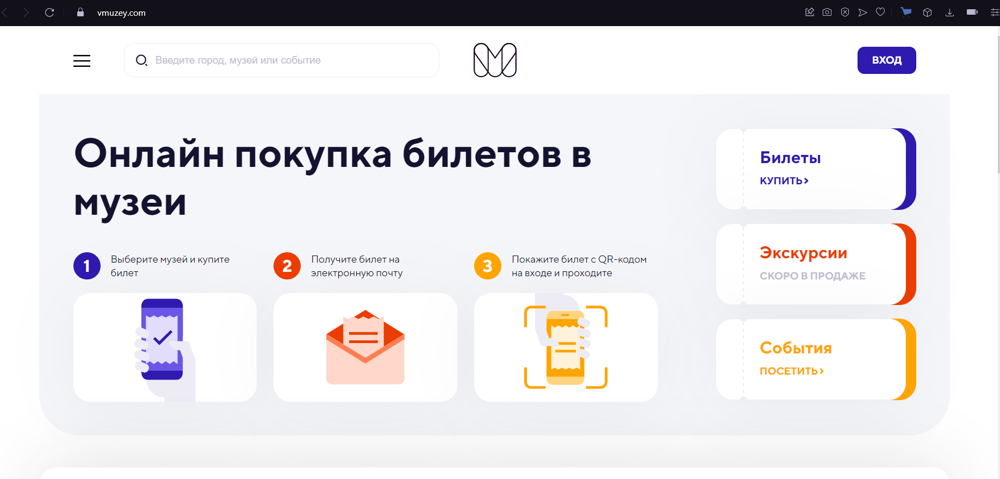 vmuzey.com
Введите город, музей или событие
ВХОД
Онлайн покупка билетов в
музеи
1
Выберите музей и купите
билет
2
Получите билет на
электронную почту
3
Покажите билет с QR-кодом
на входе и проходите
Билеты
КУПИТЬ
Экскурсии
СКОРО В ПРОДАЖЕ
События
ПОСЕТИТЬ